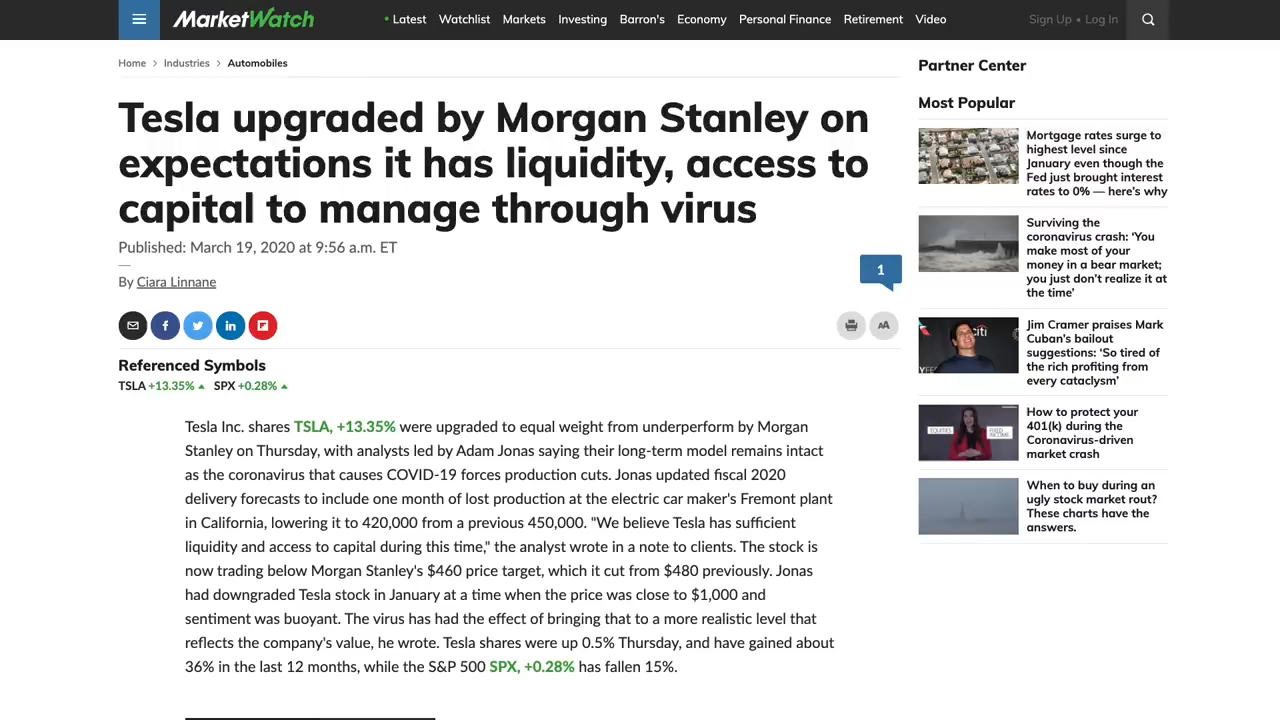 MarketWatch
Latest Watchlist Markets Investing Barron's Economy Personal Finance Retirement Video
Sign Up • Log In
Home > Industries > Automobiles
Tesla upgraded by Morgan Stanley on
expectations it has liquidity, access to
capital to manage through virus
Published: March 19, 2020 at 9:56 a.m. ET
By Ciara Linnane
1
f
in
AA
Referenced Symbols
TSLA +13.35% SPX +0.28%
Tesla Inc. shares TSLA, +13.35% were upgraded to equal weight from underperform by Morgan
Stanley on Thursday, with analysts led by Adam Jonas saying their long-term model remains intact
as the coronavirus that causes COVID-19 forces production cuts. Jonas updated fiscal 2020
delivery forecasts to include one month of lost production at the electric car maker's Fremont plant
in California, lowering it to 420,000 from a previous 450,000. "We believe Tesla has sufficient
liquidity and access to capital during this time," the analyst wrote in a note to clients. The stock is
now trading below Morgan Stanley's $460 price target, which it cut from $480 previously. Jonas
had downgraded Tesla stock in January at a time when the price was close to $1,000 and
sentiment was buoyant. The virus has had the effect of bringing that to a more realistic level that
reflects the company's value, he wrote. Tesla shares were up 0.5% Thursday, and have gained about
36% in the last 12 months, while the S&P 500 SPX, +0.28% has fallen 15%.
Partner Center
Most Popular
Mortgage rates surge to
highest level since
January even though the
Fed just brought interest
rates to 0% — here's why
Surviving the
coronavirus crash: 'You
make most of your
money in a bear market;
you just don't realize it at
the time'
citi
Jim Cramer praises Mark
Cuban's bailout
suggestions: 'So tired of
the rich profiting from
every cataclysm'
EQUITIES
FIXED
INCOME
How to protect your
401(k) during the
Coronavirus-driven
market crash
When to buy during an
ugly stock market rout?
These charts have the
answers.